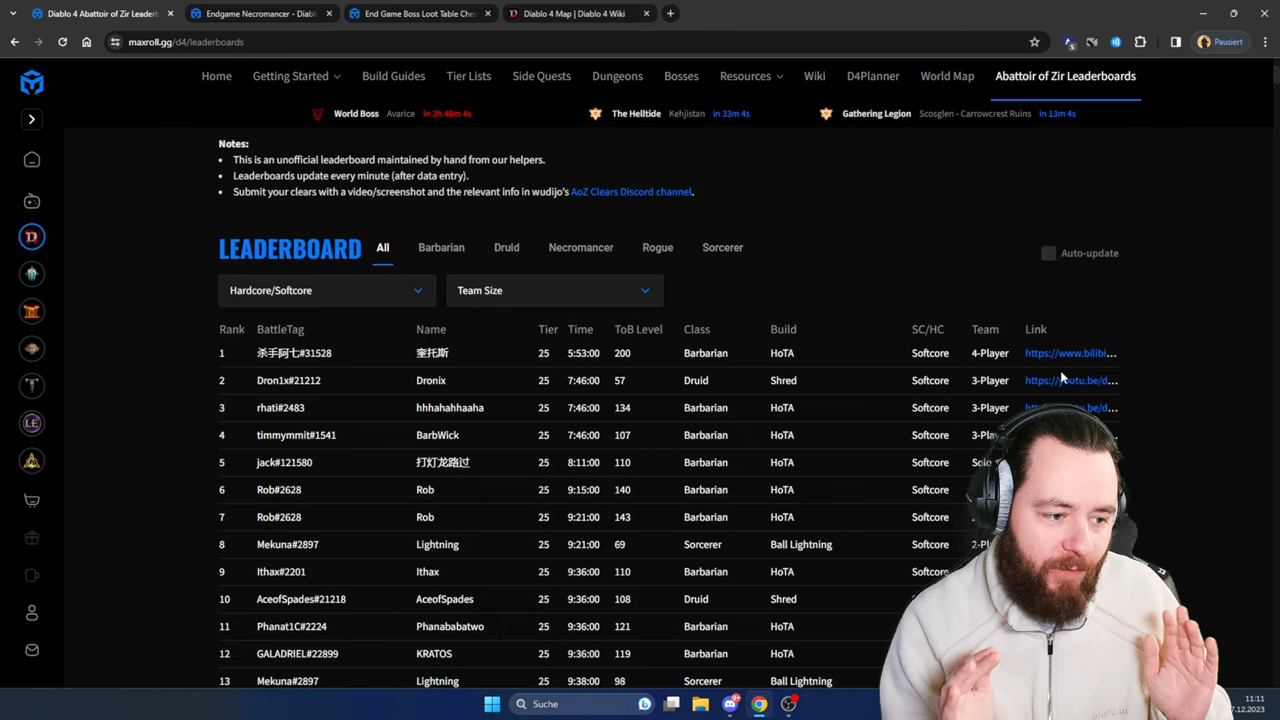 Diablo 4 Abattoir of Zir Leaderb
Endgame Necromancer - Diabl
End Game Boss Loot Table Che
Diablo 4 Map | Diablo 4 Wiki
maxroll.gg/d4/leaderboards
Pausiert
Home Getting Started Build Guides Tier Lists Side Quests Dungeons Bosses Resources Wiki D4Planner World Map Abattoir of Zir Leaderboards
World Boss Avarice in 2h 48m 4s The Helltide Kehjistan in 33m 4s Gathering Legion Scosglen - Carrowcrest Ruins in 13m 4s
Notes:
• This is an unofficial leaderboard maintained by hand from our helpers.
• Leaderboards update every minute (after data entry).
• Submit your clears with a video/screenshot and the relevant info in wudijo's AoZ Clears Discord channel.
LEADERBOARD All Barbarian Druid Necromancer Rogue Sorcerer Auto-update
Hardcore/Softcore Team Size
Rank BattleTag Name Tier Time ToB Level Class Build SC/HC Team Link
1 杀手阿七#31528 奎托斯 25 5:53:00 200 Barbarian HoTA Softcore 4-Player https://www.bilibi...
2 Dron1x#21212 Dronix 25 7:46:00 57 Druid Shred Softcore 3-Player https://youtu.be/d...
3 rhati#2483 hhhahahhaaha 25 7:46:00 134 Barbarian HoTA Softcore 3-Player
4 timmymmit#1541 BarbWick 25 7:46:00 107 Barbarian HoTA Softcore
5 jack#121580 打灯龙路过 25 8:11:00 110 Barbarian HoTA Softcore Solo
6 Rob#2628 Rob 25 9:15:00 140 Barbarian HoTA Softcore
7 Rob#2628 Rob 25 9:21:00 143 Barbarian HoTA Softcore
8 Mekuna#2897 Lightning 25 9:21:00 69 Sorcerer Ball Lightning Softcore
9 Ithax#2201 Ithax 25 9:36:00 110 Barbarian HoTA Softcore
10 AceofSpades#21218 AceofSpades 25 9:36:00 108 Druid Shred
11 Phanat1C#2224 Phanababatwo 25 9:36:00 121 Barbarian HoTA
12 GALADRIEL#22899 KRATOS 25 9:36:00 119 Barbarian HoTA
13 Mekuna#2897 Lightning 25 9:38:00 98 Sorcerer Ball Lightning
Suche
11:11
7.12.2023